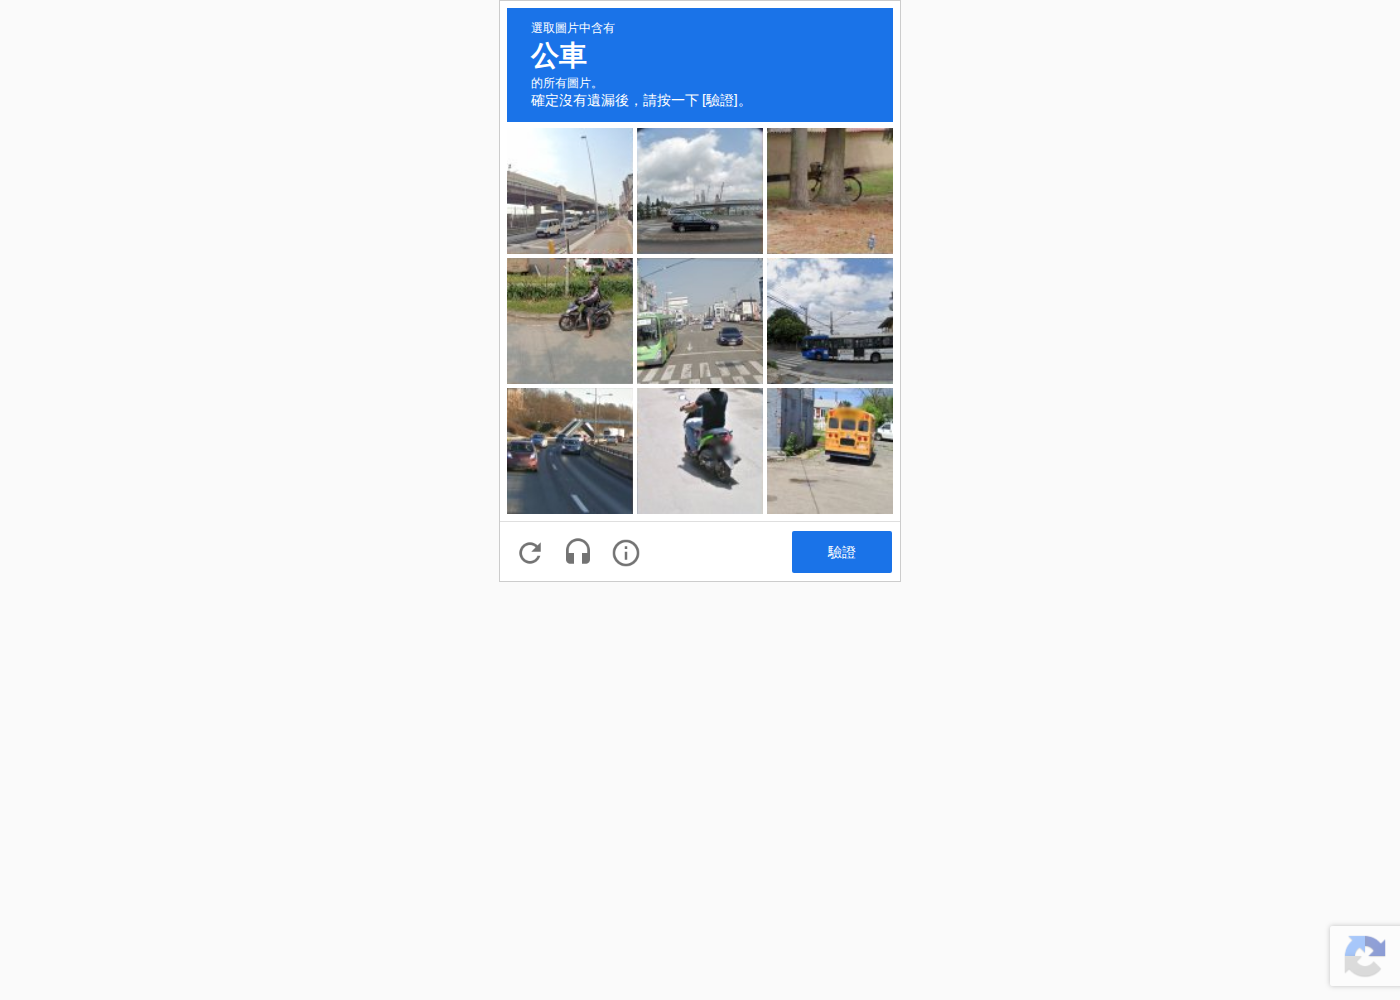 選取圖片中含有
公車
的所有圖片。
確定沒有遺漏後，請按一下 [驗證]。
驗證